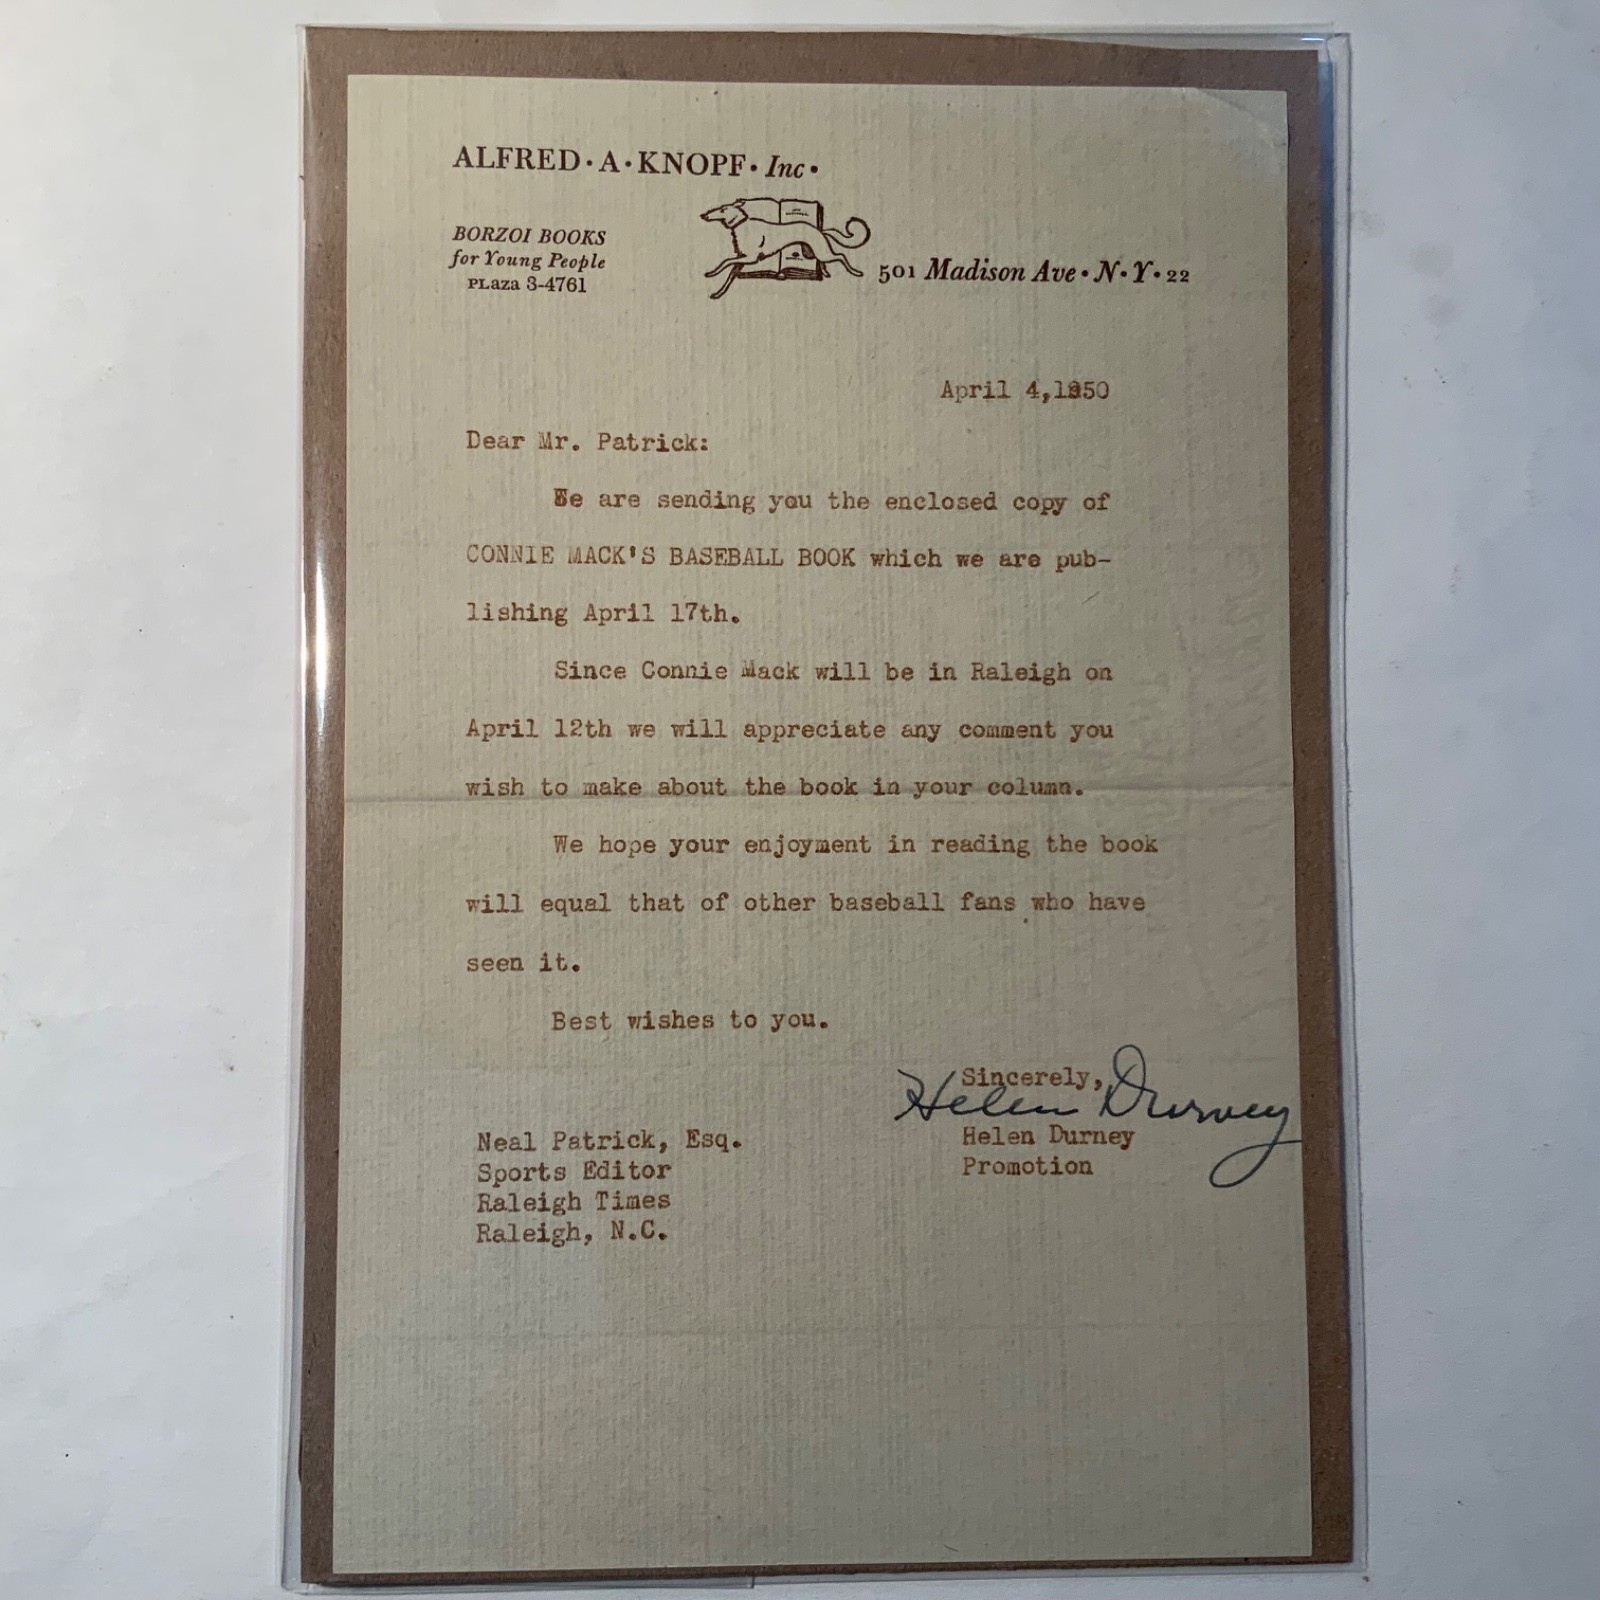 ALFRED·A·KNOPF·Inc·
BORZOI BOOKS
for Young People
PLaza 3-4761
501 Madison Ave·N·Y·22
April 4,1950
Dear Mr. Patrick:
We are sending you the enclosed copy of
CONNIE MACK'S BASEBALL BOOK which we are pub-
lishing April 17th.
Since Connie Mack will be in Raleigh on
April 12th we will appreciate any comment you
wish to make about the book in your column.
We hope your enjoyment in reading the book
will equal that of other baseball fans who have
seen it.
Best wishes to you.
Sincerely,
Helen Durney
Helen Durney
Promotion
Neal Patrick, Esq.
Sports Editor
Raleigh Times
Raleigh, N.C.